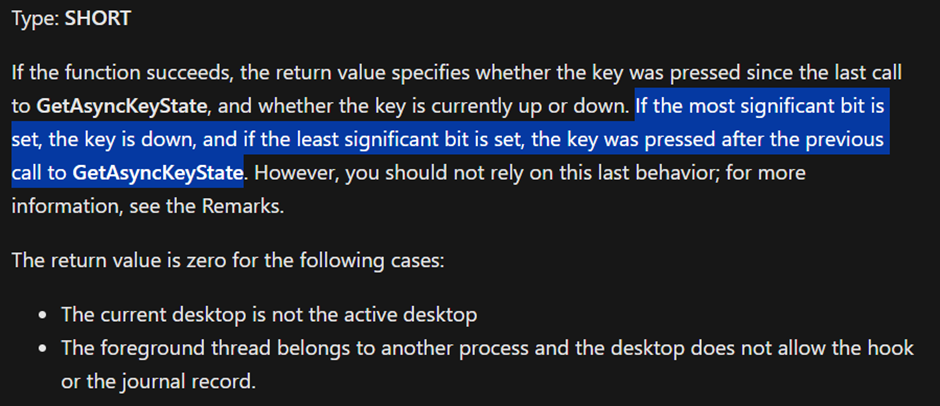 Type: SHORT
If the function succeeds, the return value specifies whether the key was pressed since the last call
to GetAsyncKeyState, and whether the key is currently up or down. If the most significant bit is
set, the key is down, and if the least significant bit is set, the key was pressed after the previous
call to GetAsyncKeyState. However, you should not rely on this last behavior; for more
information, see the Remarks.
The return value is zero for the following cases:
• The current desktop is not the active desktop
• The foreground thread belongs to another process and the desktop does not allow the hook
or the journal record.